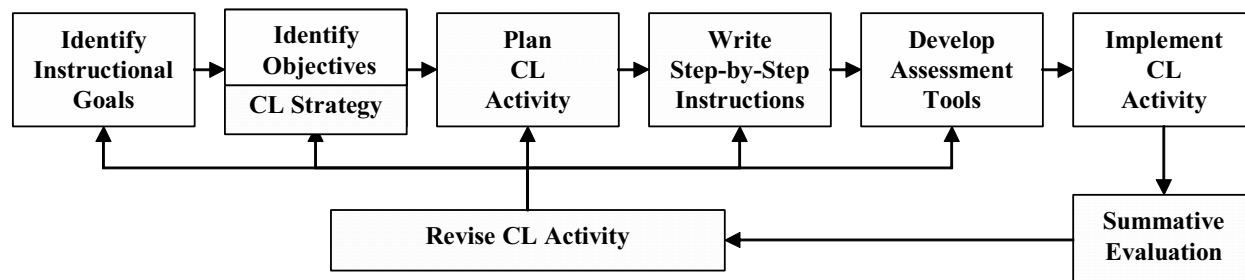 Identify
Instructional
Goals
Identify
Objectives
CL Strategy
Plan
CL
Activity
Write
Step-by-Step
Instructions
Develop
Assessment
Tools
Implement
CL
Activity
Revise CL Activity
Summative
Evaluation